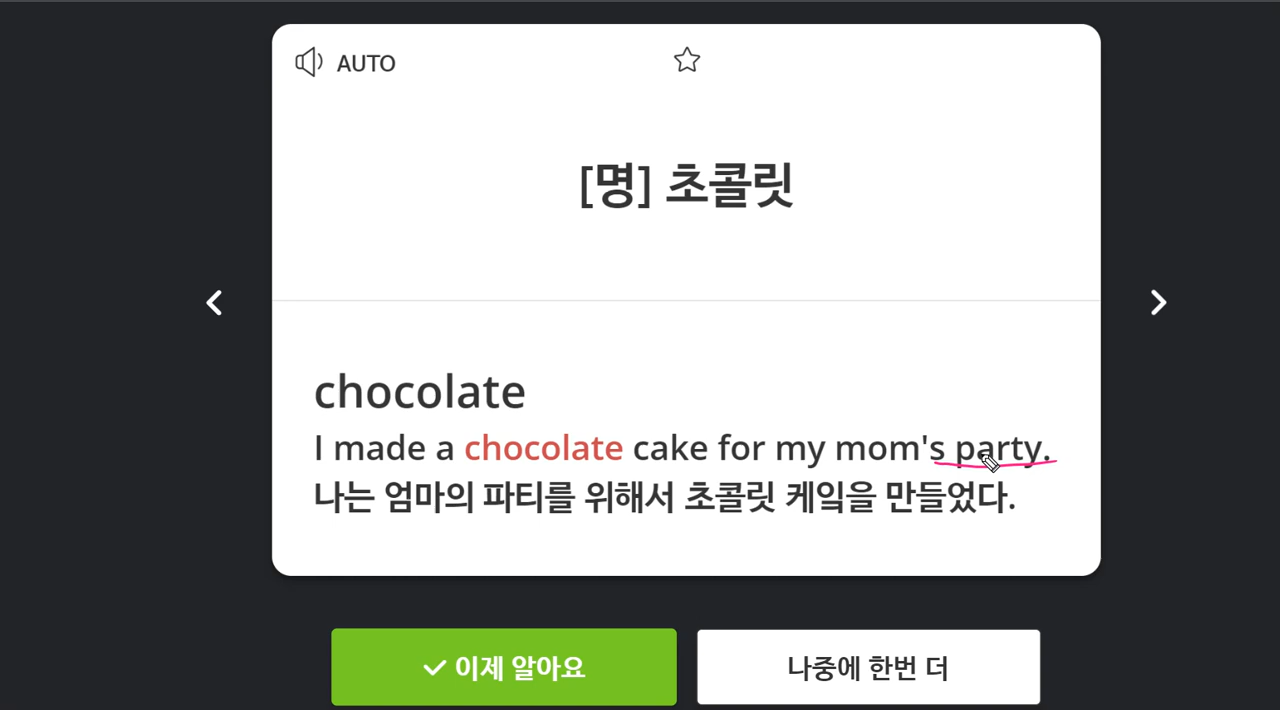 AUTO
[명] 초콜릿
chocolate
I made a chocolate cake for my mom's party.
나는 엄마의 파티를 위해서 초콜릿 케잌을 만들었다.
이제 알아요
나중에 한번 더